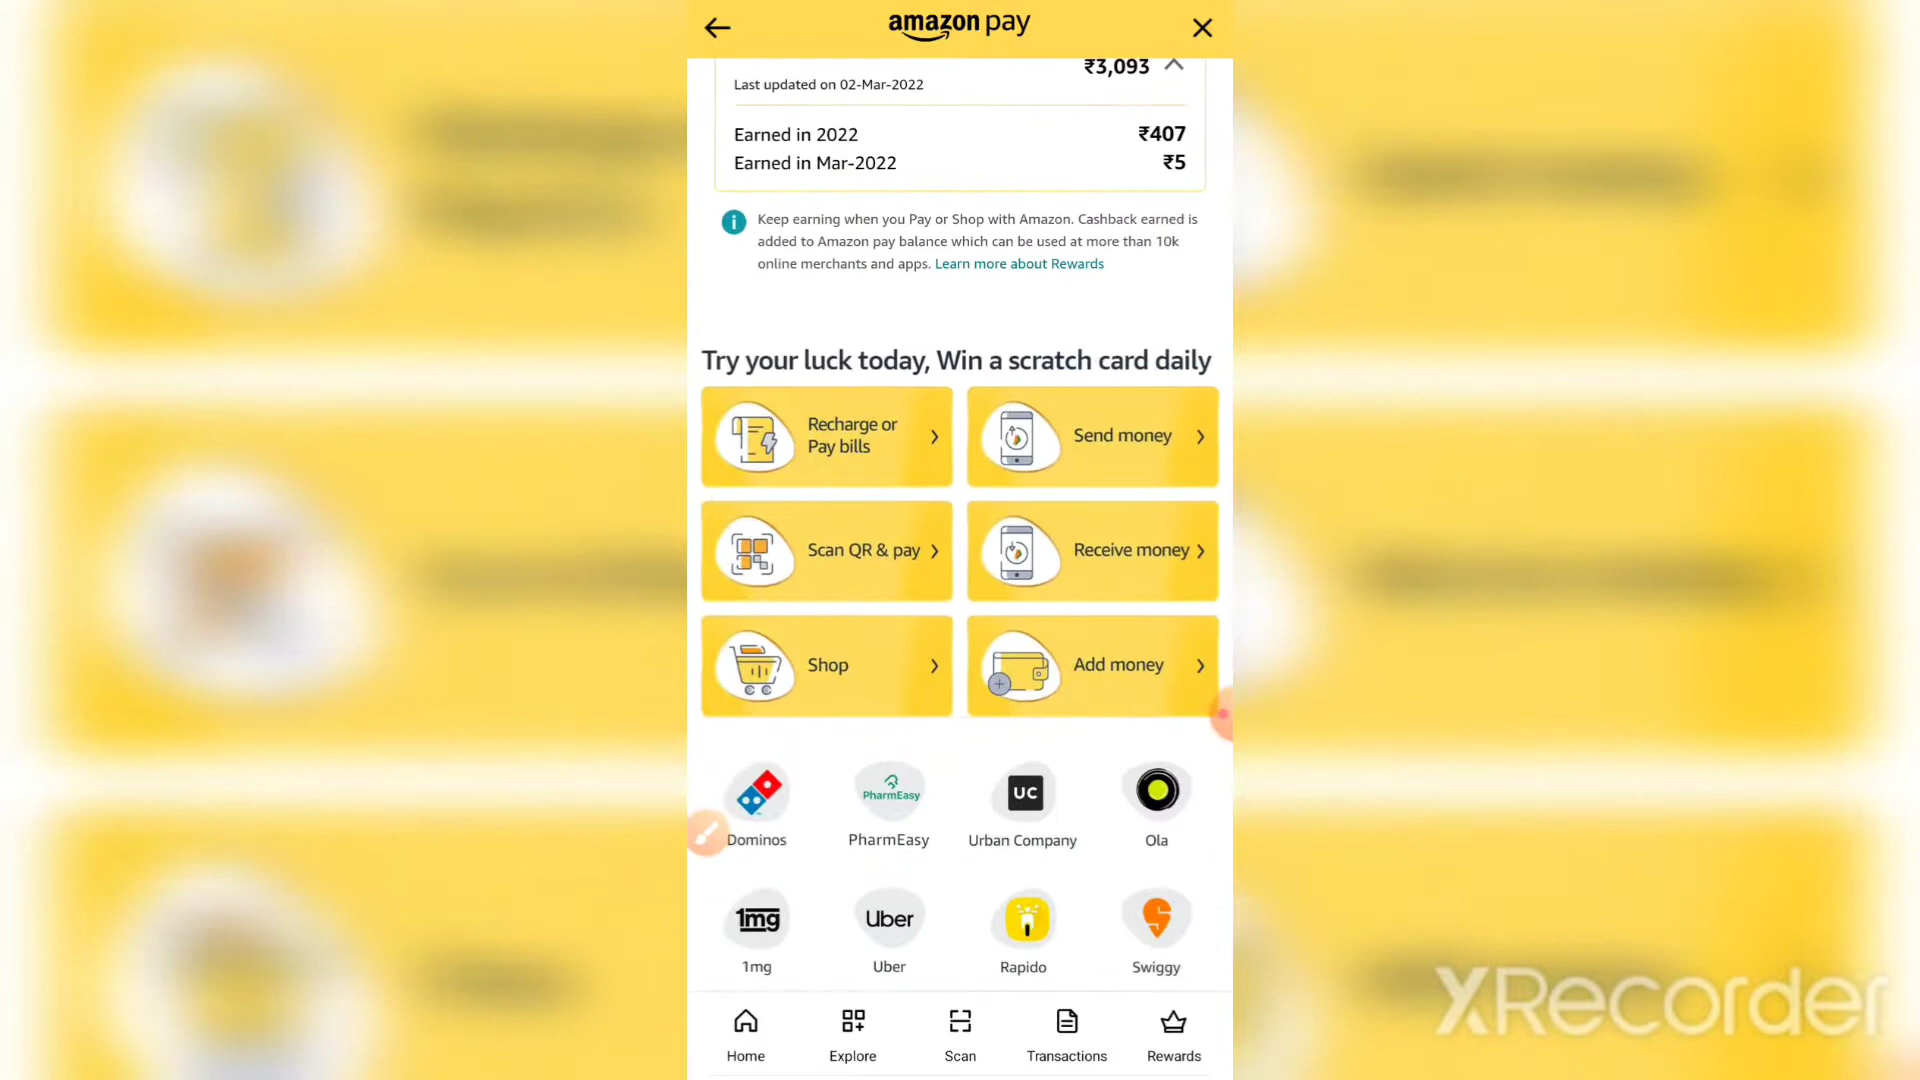 amazon pay
₹3,093
Last updated on 02-Mar-2022
Earned in 2022 ₹407
Earned in Mar-2022 ₹5
Keep earning when you Pay or Shop with Amazon. Cashback earned is
added to Amazon pay balance which can be used at more than 10k
online merchants and apps. Learn more about Rewards
Try your luck today, Win a scratch card daily
Recharge or
Pay bills
Send money
Scan QR & pay
Receive money
Shop
Add money
PharmEasy
UC
Dominos
PharmEasy
Urban Company
Ola
1mg
Uber
1mg
Uber
Rapido
Swiggy
XRecorder
Home
Explore
Scan
Transactions
Rewards